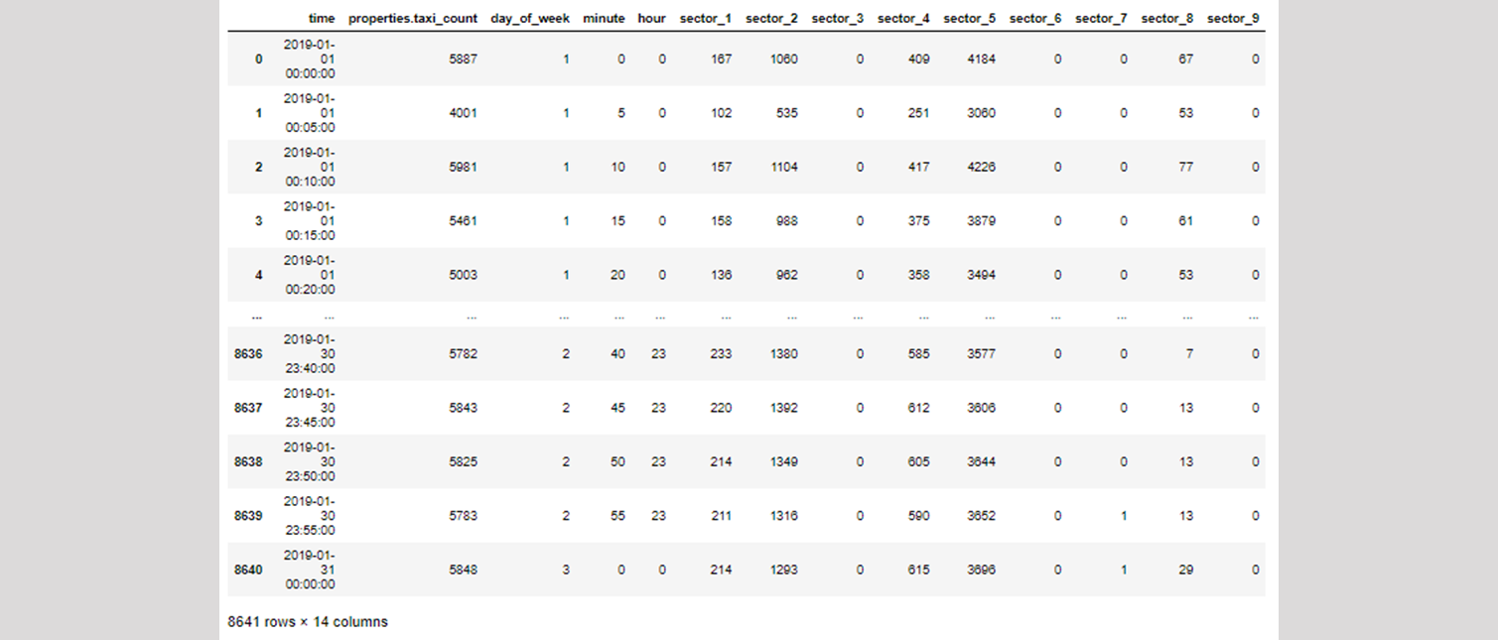 time properties.taxi_count day_of_week minute hour sector_1 sector_2 sector_3 sector_4 sector_5 sector_6 sector_7 sector_8 sector_9
0 2019-01-01 00:00:00 5887 1 0 0 167 1060 0 409 4184 0 0 67 0
1 2019-01-01 00:05:00 4001 1 5 0 102 535 0 251 3060 0 0 53 0
2 2019-01-01 00:10:00 5981 1 10 0 157 1104 0 417 4226 0 0 77 0
3 2019-01-01 00:15:00 5461 1 15 0 158 988 0 375 3879 0 0 61 0
4 2019-01-01 00:20:00 5003 1 20 0 136 962 0 358 3494 0 0 53 0
... ... ... ... ... ... ... ... ... ... ... ... ... ... ...
8636 2019-01-30 23:40:00 5782 2 40 23 233 1380 0 585 3577 0 0 7 0
8637 2019-01-30 23:45:00 5843 2 45 23 220 1392 0 612 3606 0 0 13 0
8638 2019-01-30 23:50:00 5825 2 50 23 214 1349 0 605 3644 0 0 13 0
8639 2019-01-30 23:55:00 5783 2 55 23 211 1316 0 590 3652 0 1 13 0
8640 2019-01-31 00:00:00 5848 3 0 0 214 1293 0 615 3696 0 1 29 0
8641 rows × 14 columns